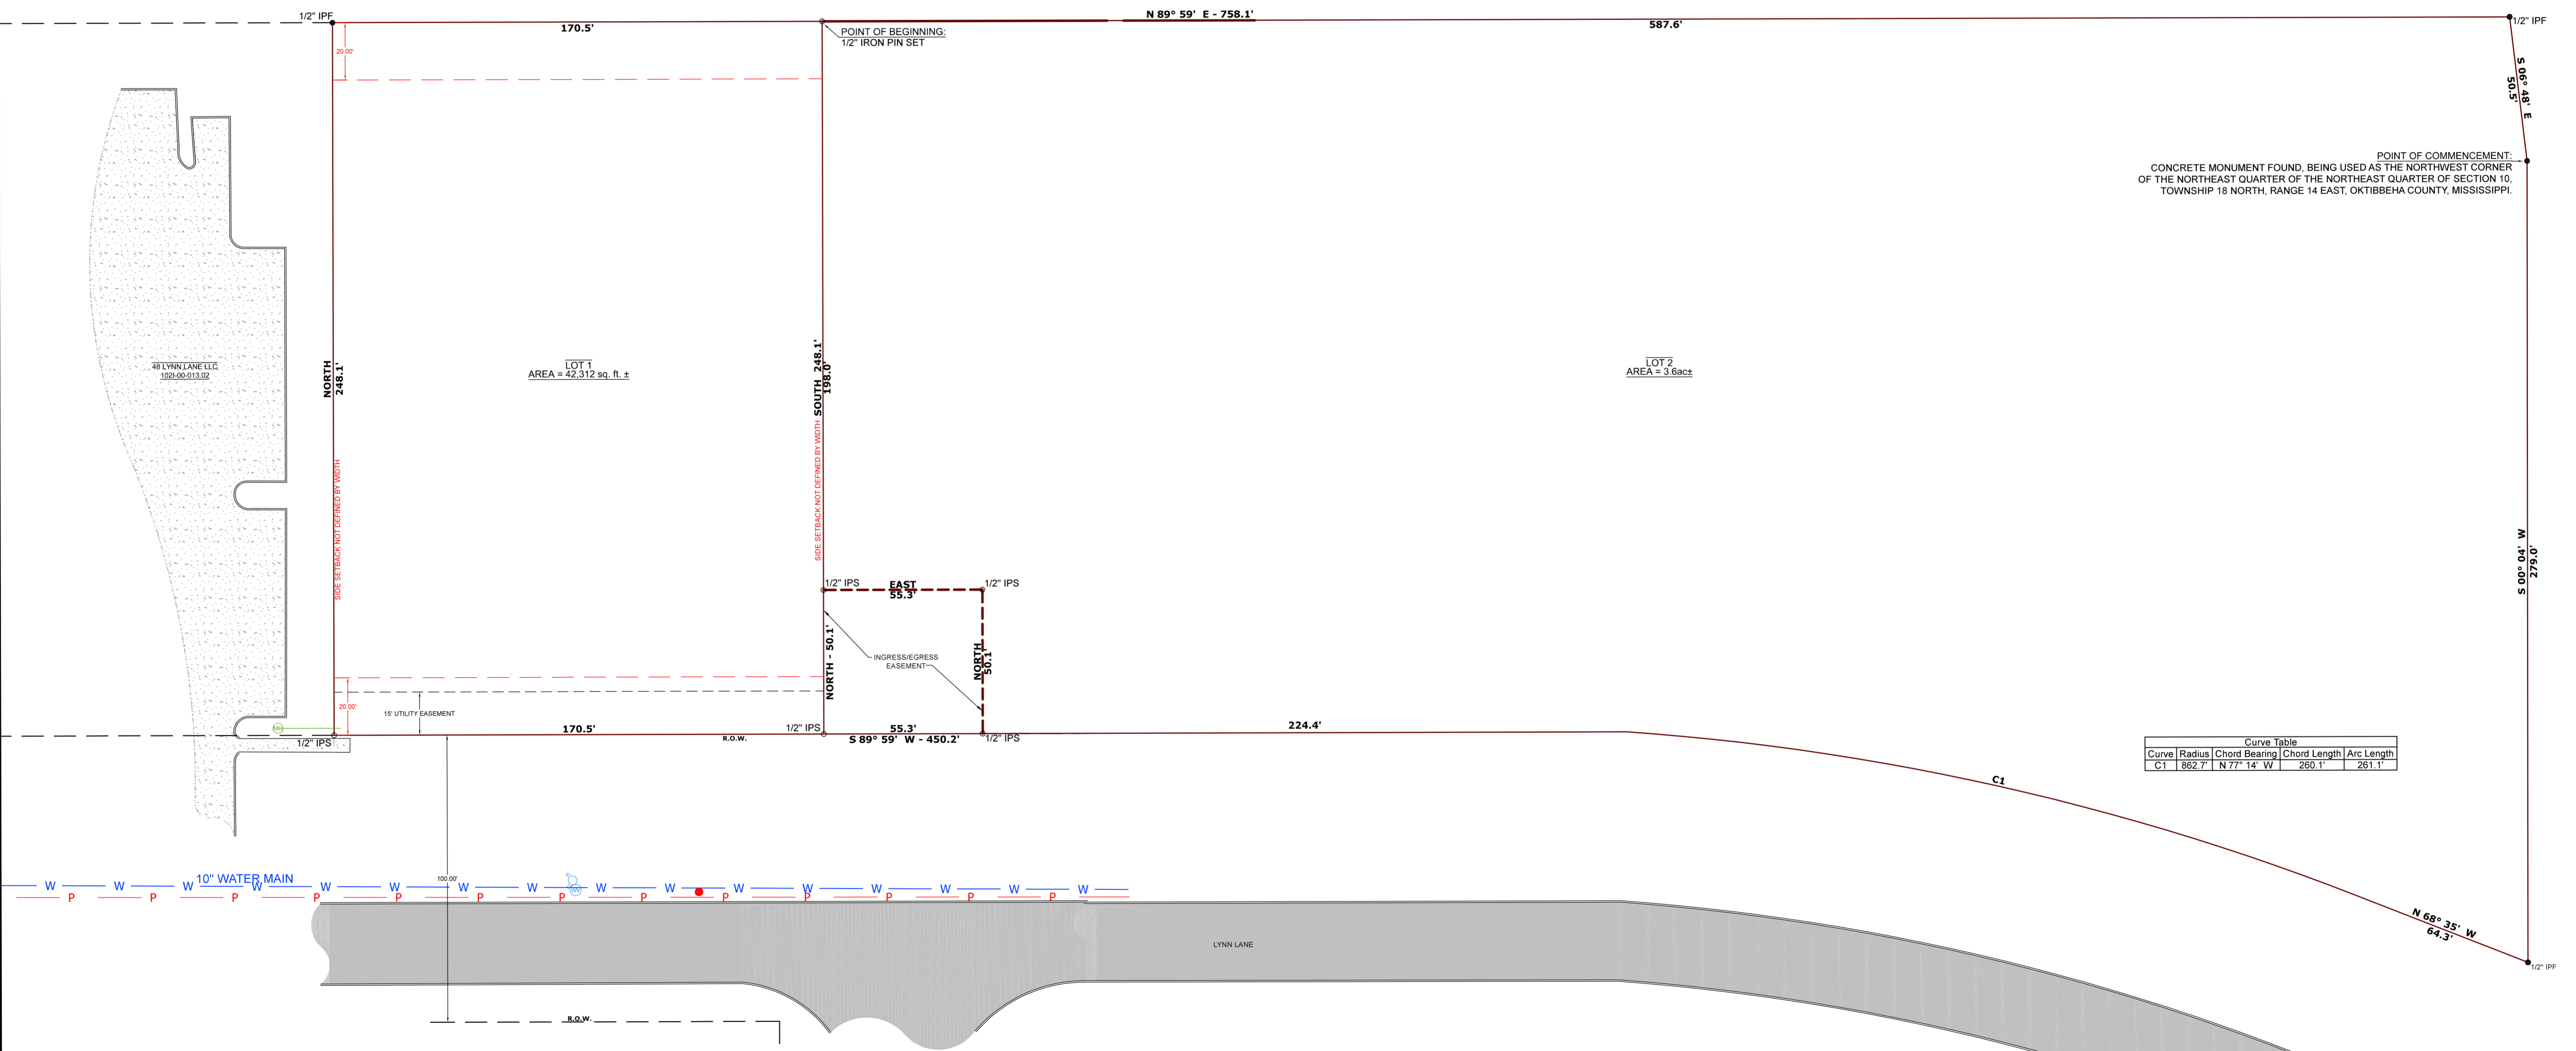 1/2" IPF
N 89° 59'  E - 758.1'
170.5'
587.6'
1/2" IPF
POINT OF BEGINNING:
1/2" IRON PIN SET
20.00'
S 06° 48'  E
50.5'
POINT OF COMMENCEMENT:
CONCRETE MONUMENT FOUND, BEING USED AS THE NORTHWEST CORNER
OF THE NORTHEAST QUARTER OF THE NORTHEAST QUARTER OF SECTION 10,
TOWNSHIP 18 NORTH, RANGE 14 EAST, OKTIBBEHA COUNTY, MISSISSIPPI.
48 LYNN LANE LLC
102I-00-013.02
NORTH
248.1'
LOT 1
AREA = 42,312 sq. ft. ±
SOUTH  248.1'
198.0'
LOT 2
AREA = 3.6ac±
SIDE SETBACK NOT DEFINED BY WIDTH
SIDE SETBACK NOT DEFINED BY WIDTH
S 00° 04'  W
279.0'
1/2" IPS
EAST
55.3'
1/2" IPS
NORTH - 50.1'
INGRESS/EGRESS
EASEMENT
NORTH
50.1'
20.00'
15' UTILITY EASEMENT
MH
1/2" IPS
170.5'
R.O.W.
1/2" IPS
55.3'
S 89° 59'  W - 450.2'
1/2" IPS
224.4'
Curve Table
Curve Radius Chord Bearing Chord Length Arc Length
C1 862.7' N 77° 14'  W 260.1' 261.1'
C1
10" WATER MAIN
W W W W W W W W W W W W W W W W
W
P P P P P P P P P P P P P
100.00'
N 68° 35'  W
64.3'
1/2" IPF
LYNN LANE
R.O.W.